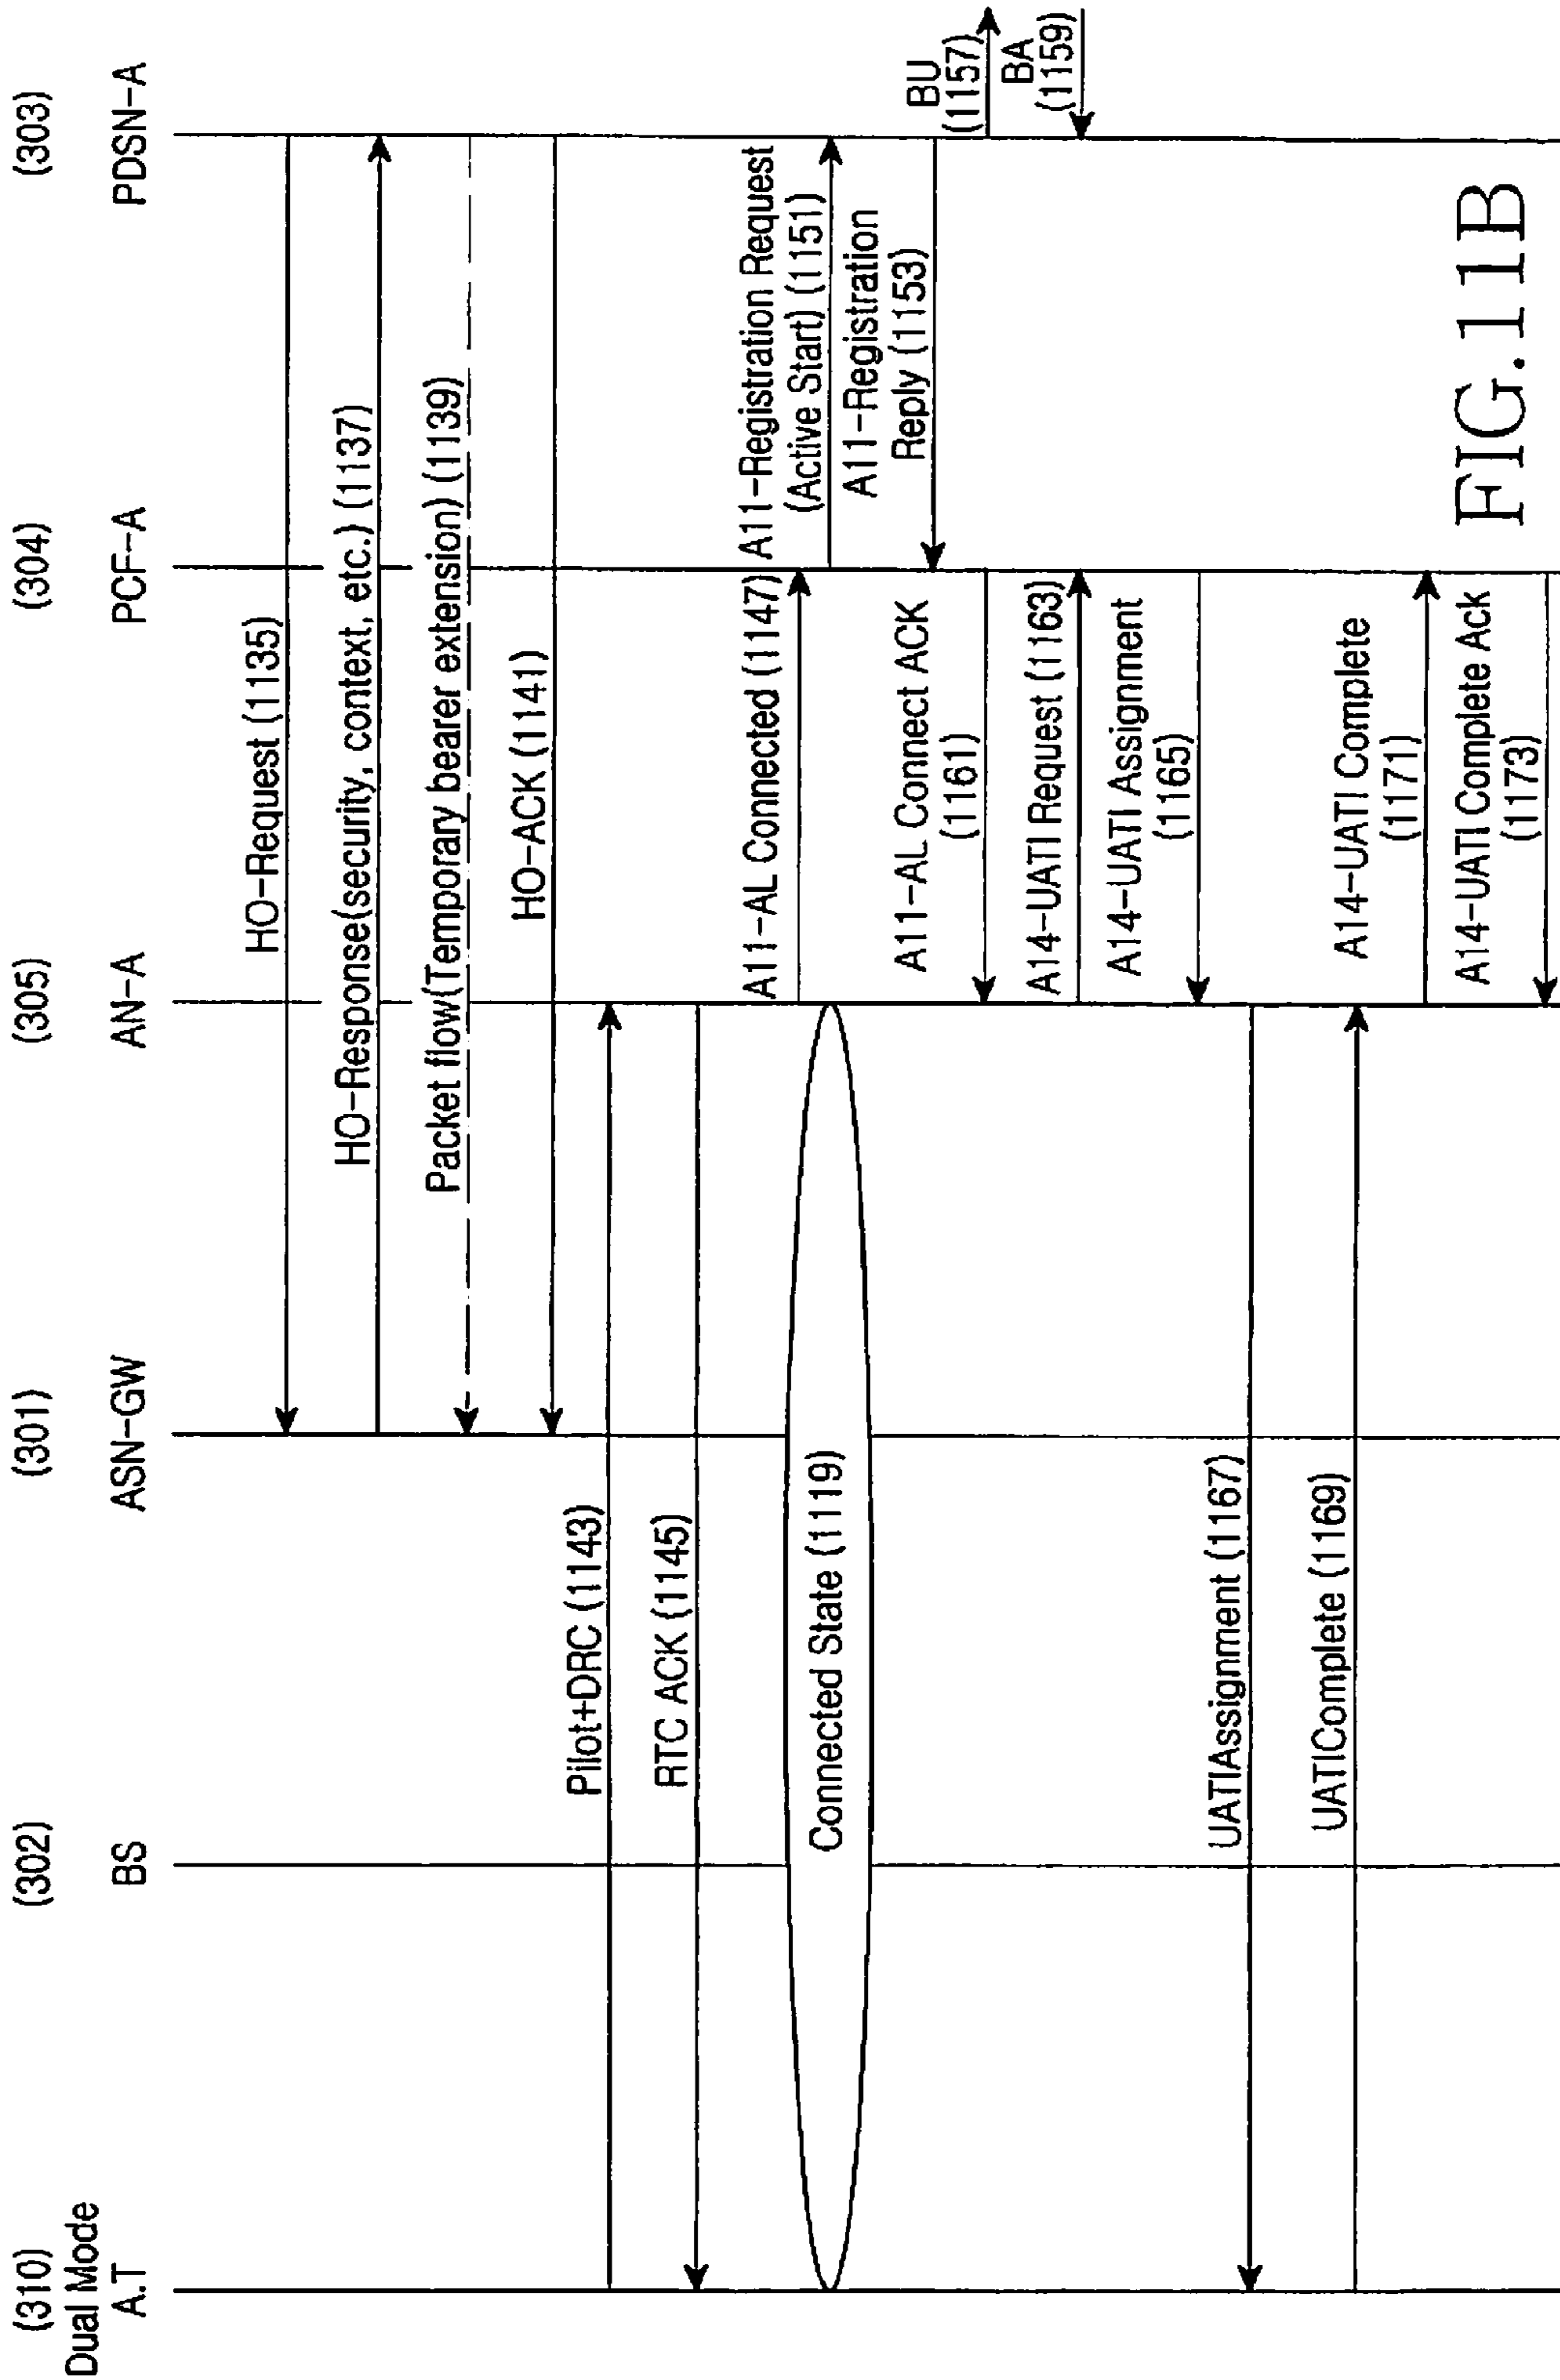 (310)
Dual Mode
A.T
(302)
BS
(301)
ASN-GW
(305)
AN-A
(304)
PCF-A
(303)
PDSN-A
HO-Request (1135)
HO-Response(security, context, etc.) (1137)
Packet flow(Temporary bearer extension) (1139)
HO-ACK (1141)
Pilot+DRC (1143)
RTC ACK (1145)
A11-AL Connected (1147)
Connected State (1119)
A11-Registration Request
(Active Start) (1151)
A11-Registration
Reply (1153)
BU
(1157)
BA
(1159)
A11-AL Connect ACK
(1161)
A14-UATI Request (1163)
A14-UATI Assignment
(1165)
UATIAssignment (1167)
UATIComplete (1169)
A14-UATI Complete
(1171)
A14-UATI Complete Ack
(1173)
FIG.11B